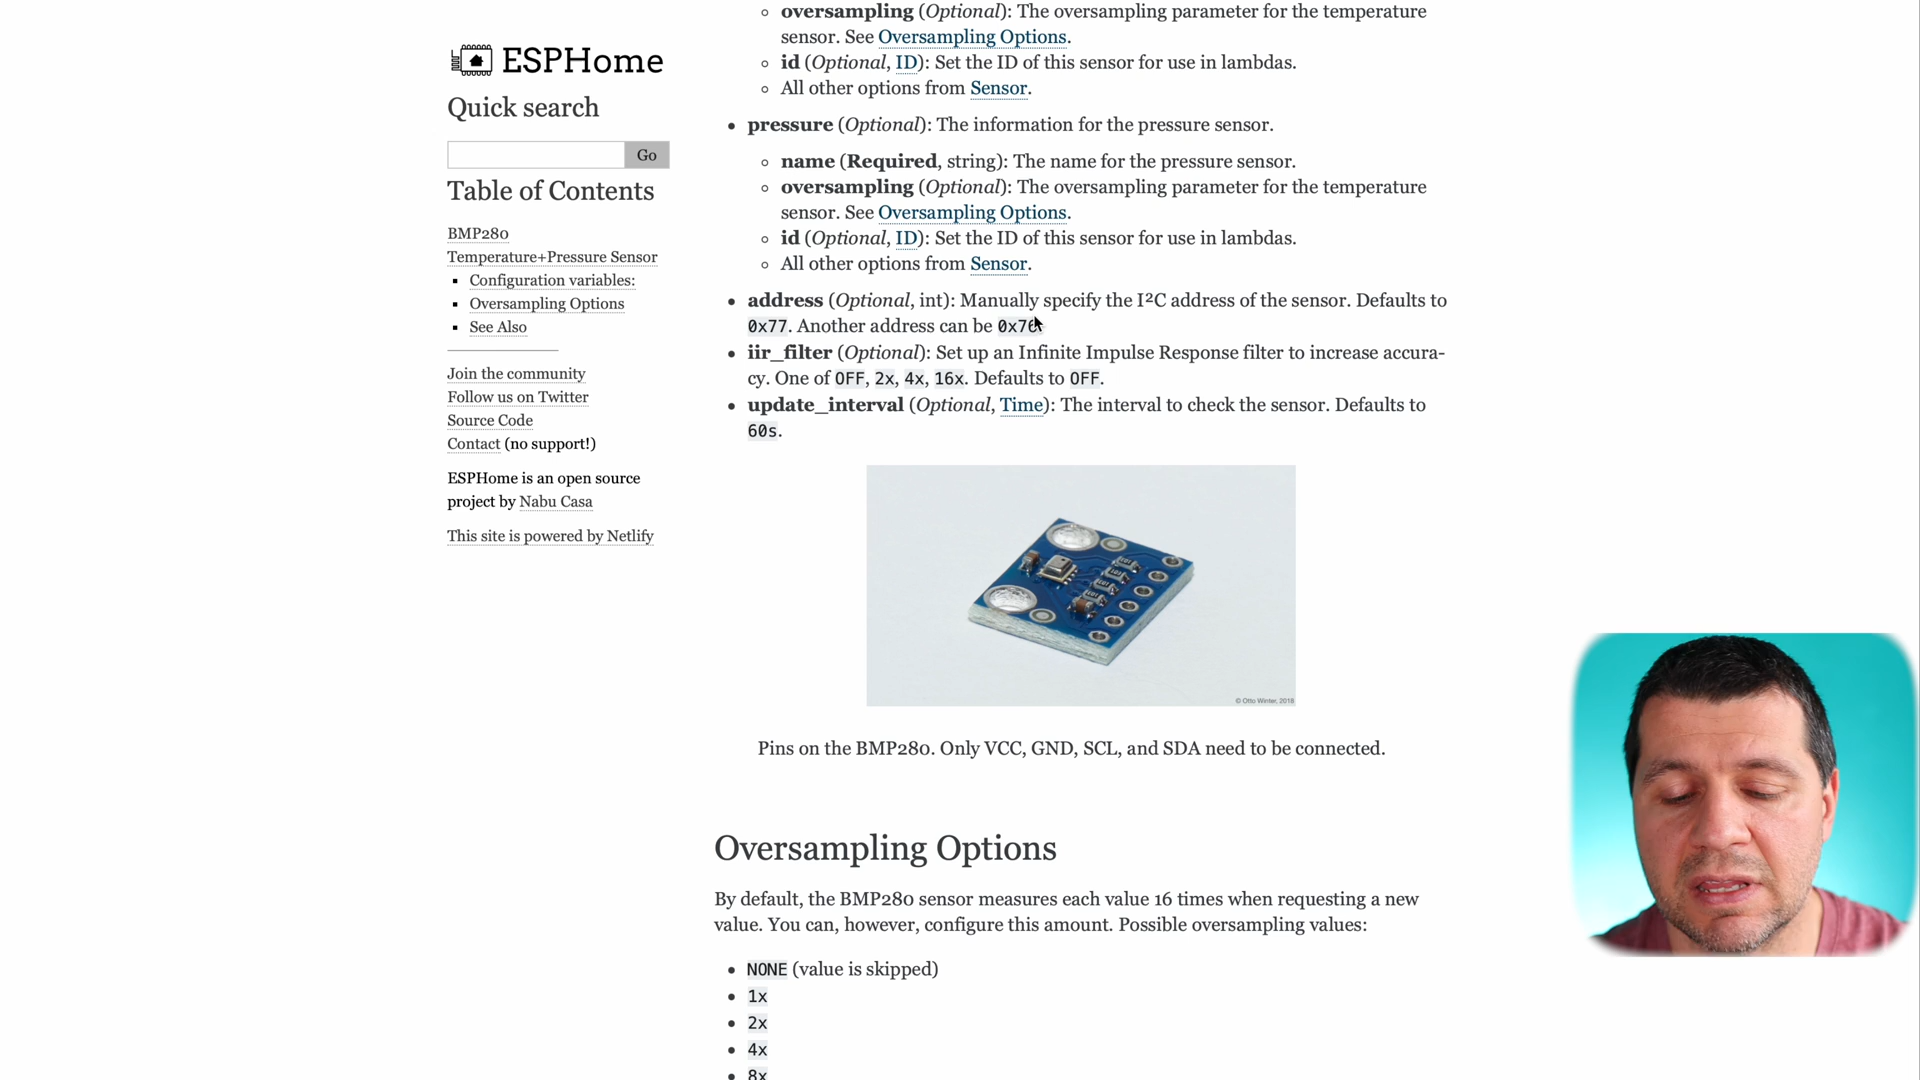 oversampling (Optional): The oversampling parameter for the temperature
sensor. See Oversampling Options.
id (Optional, ID): Set the ID of this sensor for use in lambdas.
All other options from Sensor.
pressure (Optional): The information for the pressure sensor.
name (Required, string): The name for the pressure sensor.
oversampling (Optional): The oversampling parameter for the temperature
sensor. See Oversampling Options.
id (Optional, ID): Set the ID of this sensor for use in lambdas.
All other options from Sensor.
address (Optional, int): Manually specify the I²C address of the sensor. Defaults to
0x77. Another address can be 0x76
iir_filter (Optional): Set up an Infinite Impulse Response filter to increase accura-
cy. One of OFF, 2x, 4x, 16x. Defaults to OFF.
update_interval (Optional, Time): The interval to check the sensor. Defaults to
60s.
© Otto Winter, 2018
Pins on the BMP280. Only VCC, GND, SCL, and SDA need to be connected.
Oversampling Options
By default, the BMP280 sensor measures each value 16 times when requesting a new
value. You can, however, configure this amount. Possible oversampling values:
NONE (value is skipped)
1x
2x
4x
8x
ESPHome
Quick search
Go
Table of Contents
BMP280
Temperature+Pressure Sensor
Configuration variables:
Oversampling Options
See Also
Join the community
Follow us on Twitter
Source Code
Contact (no support!)
ESPHome is an open source
project by Nabu Casa
This site is powered by Netlify